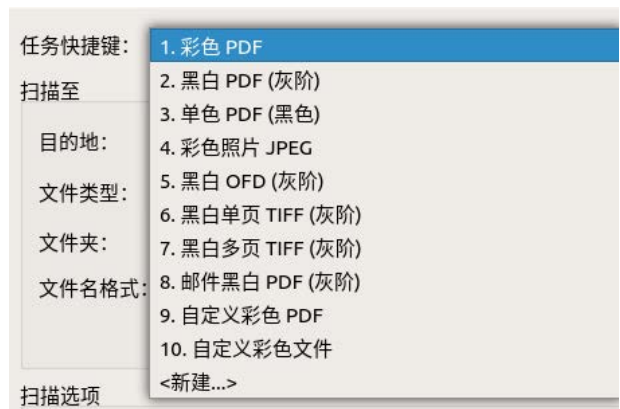 任务快捷键：
1. 彩色 PDF
2. 黑白 PDF (灰阶)
扫描至
3. 单色 PDF (黑色)
目的地：
4. 彩色照片 JPEG
5. 黑白 OFD (灰阶)
文件类型：
6. 黑白单页 TIFF (灰阶)
文件夹：
7. 黑白多页 TIFF (灰阶)
文件名格式：
8. 邮件黑白 PDF (灰阶)
9. 自定义彩色 PDF
10. 自定义彩色文件
<新建...>
扫描选项